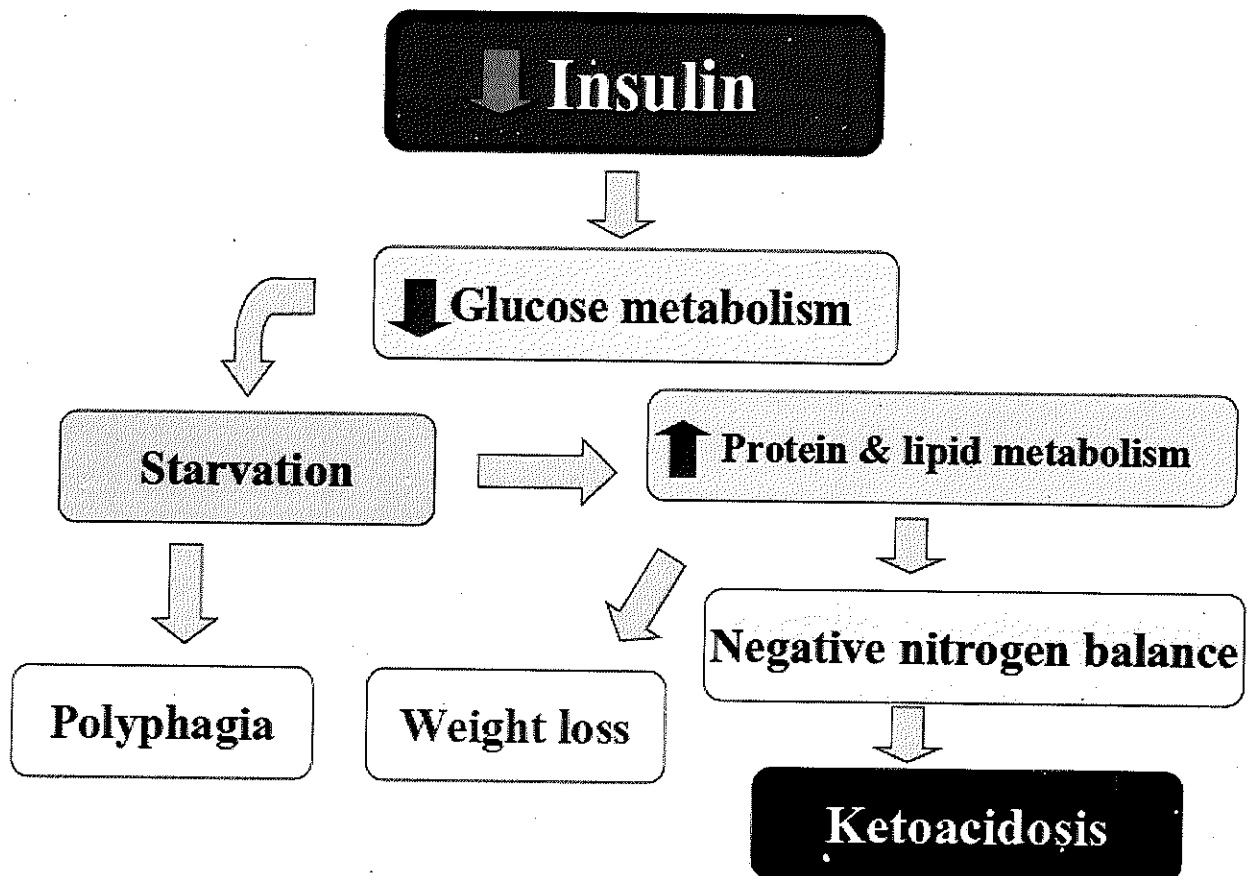 Insulin
Glucose metabolism
Starvation
Protein & lipid metabolism
Negative nitrogen balance
Polyphagia
Weight loss
Ketoacidosis